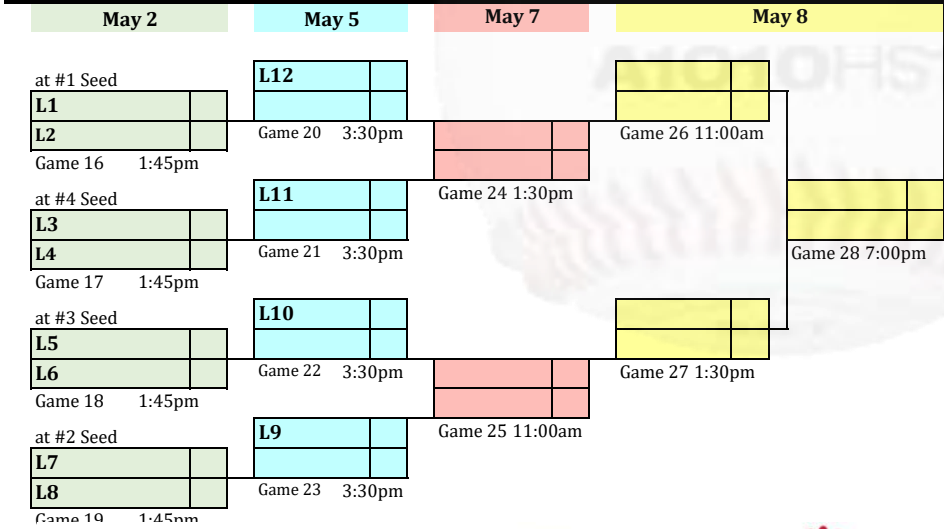 May 2
May 5
May 7
May 8
A1010HS
at #1 Seed
L1
L2
Game 16 1:45pm
at #4 Seed
L3
L4
Game 17 1:45pm
at #3 Seed
L5
L6
Game 18 1:45pm
at #2 Seed
L7
L8
Game 19 1:45pm
L12
Game 20 3:30pm
L11
Game 21 3:30pm
L10
Game 22 3:30pm
L9
Game 23 3:30pm
Game 24 1:30pm
Game 25 11:00am
Game 26 11:00am
Game 27 1:30pm
Game 28 7:00pm